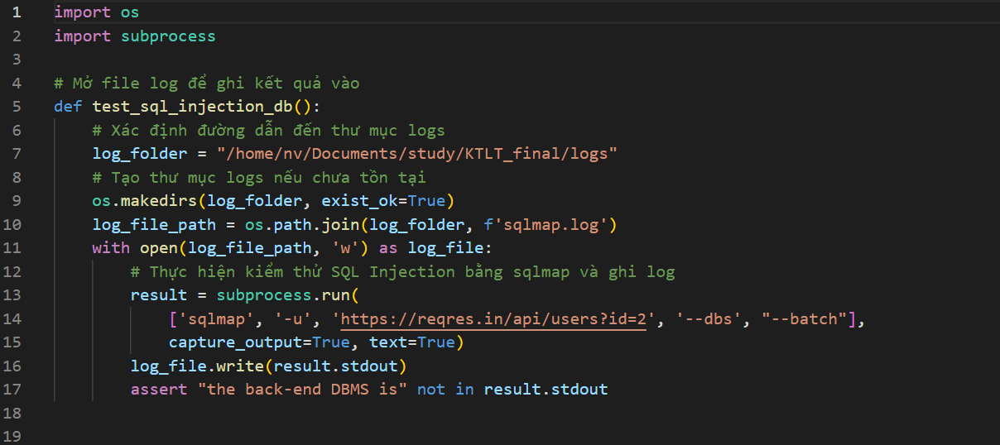 1 import os
2 import subprocess
3
4 # Mở file log để ghi kết quả vào
5 def test_sql_injection_db():
6     # Xác định đường dẫn đến thư mục logs
7     log_folder = "/home/nv/Documents/study/KTLT_final/logs"
8     # Tạo thư mục logs nếu chưa tồn tại
9     os.makedirs(log_folder, exist_ok=True)
10     log_file_path = os.path.join(log_folder, f'sqlmap.log')
11     with open(log_file_path, 'w') as log_file:
12         # Thực hiện kiểm thử SQL Injection bằng sqlmap và ghi log
13         result = subprocess.run(
14             ['sqlmap', '-u', 'https://reqres.in/api/users?id=2', '--dbs', "--batch"],
15             capture_output=True, text=True)
16         log_file.write(result.stdout)
17         assert "the back-end DBMS is" not in result.stdout
18
19